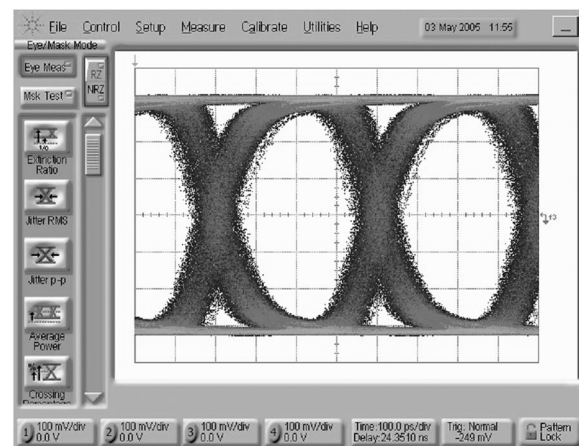 File Control Setup Measure Calibrate Utilities Help 03 May 2005 11:55
Eye/Mask Mode
Eye Meas
RZ
NRZ
Msk Test
Extinction
Ratio
Jitter RMS
Jitter p-p
Average
Power
Crossing
1) 100 mV/div
0.0 V
2) 100 mV/div
0.0 V
3) 100 mV/div
0.0 V
4) 100 mV/div
0.0 V
Time:100.0 ps/div
Delay:24.3510 ns
Trig: Normal
-249 m
Pattern
Lock